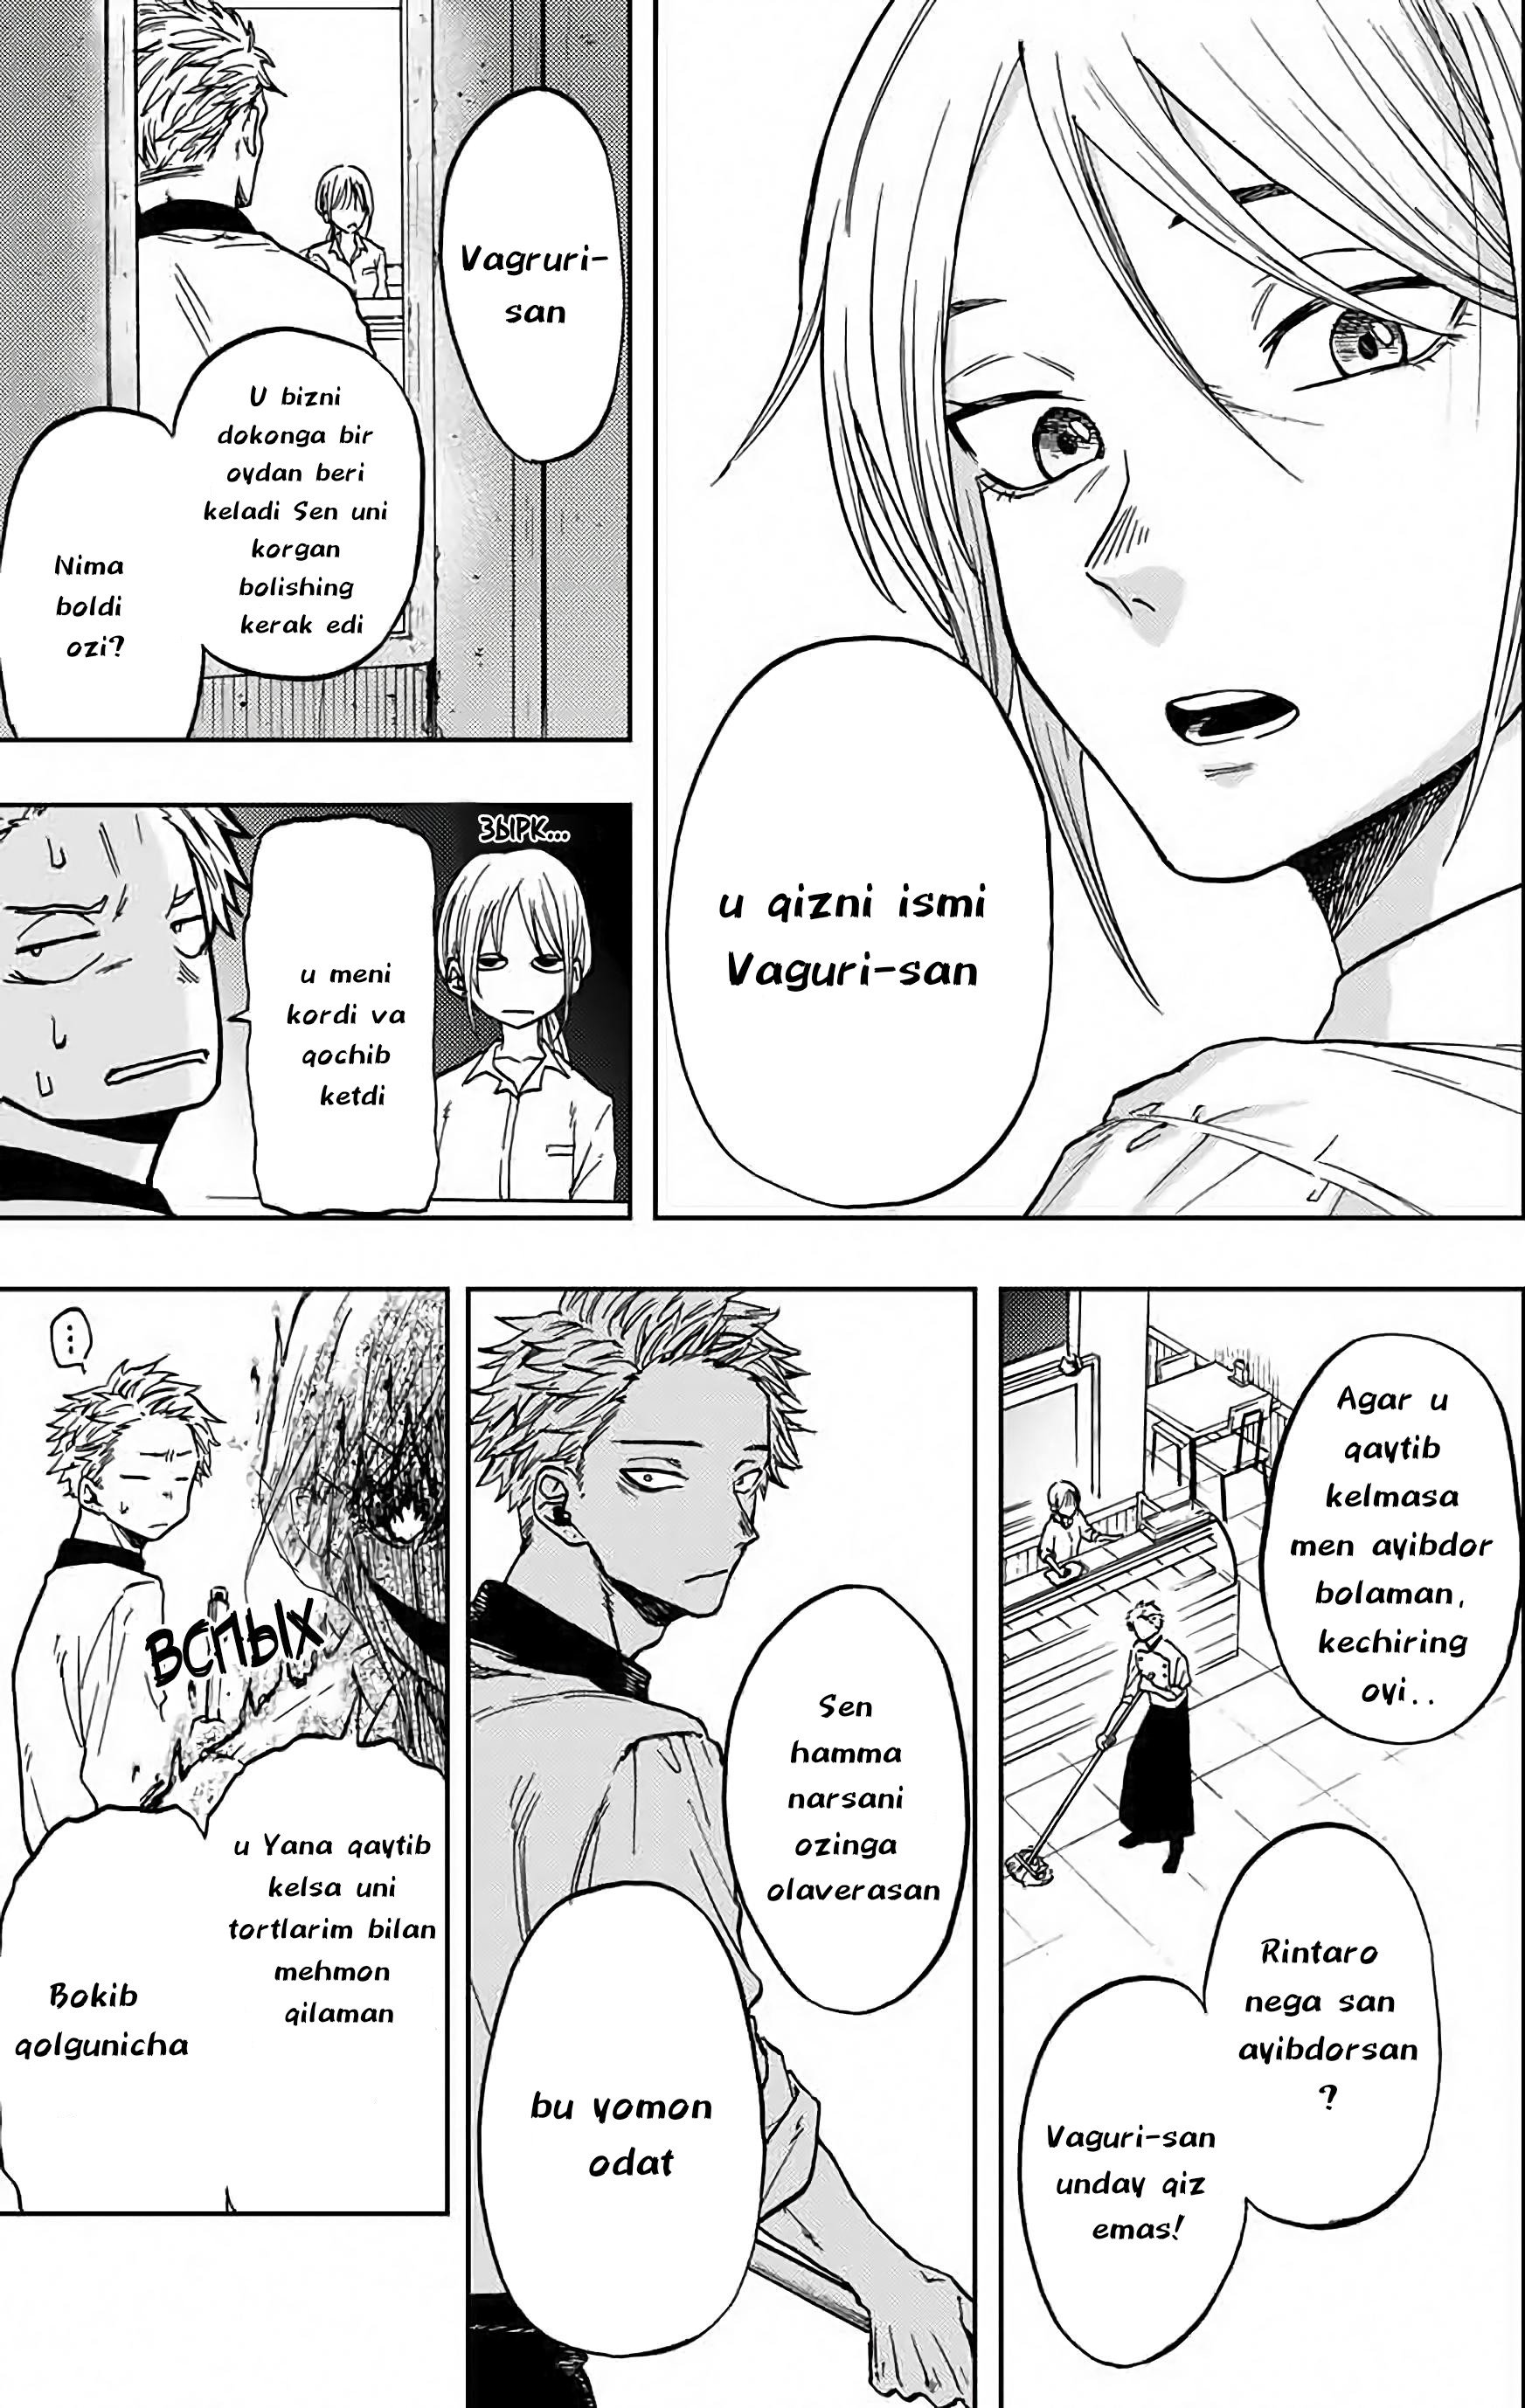 u qizni ismi
Vaguri-san
Vagruri-
san
U bizni
dokonga bir
oydan beri
keladi Sen uni
korgan
bolishing
kerak edi
Nima
boldi
ozi?
ЗЫРК...
u meni
kordi va
qochib
ketdi
Agar u
qaytib
kelmasa
men ayibdor
bolaman,
kechiring
oyi..
Rintaro
nega san
ayibdorsan
?
Vaguri-san
unday qiz
emas!
Sen
hamma
narsani
ozinga
olaverasan
bu yomon
odat
...
ВСПЫХ
u Yana qaytib
kelsa uni
tortlarim bilan
mehmon
qilaman
Bokib
qolgunicha